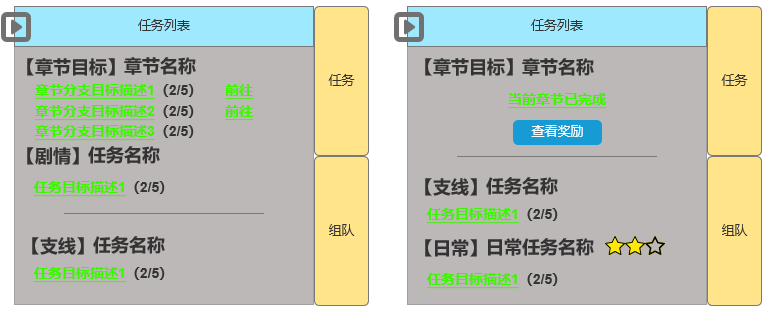 任务列表
【章节目标】章节名称
章节分支目标描述1（2/5） 前往
章节分支目标描述2（2/5） 前往
章节分支目标描述3（2/5）
【剧情】任务名称
任务目标描述1（2/5）
【支线】任务名称
任务目标描述1（2/5）
任务
组队
任务列表
【章节目标】章节名称
当前章节已完成
查看奖励
【支线】任务名称
任务目标描述1（2/5）
【日常】日常任务名称
任务目标描述1（2/5）
任务
组队